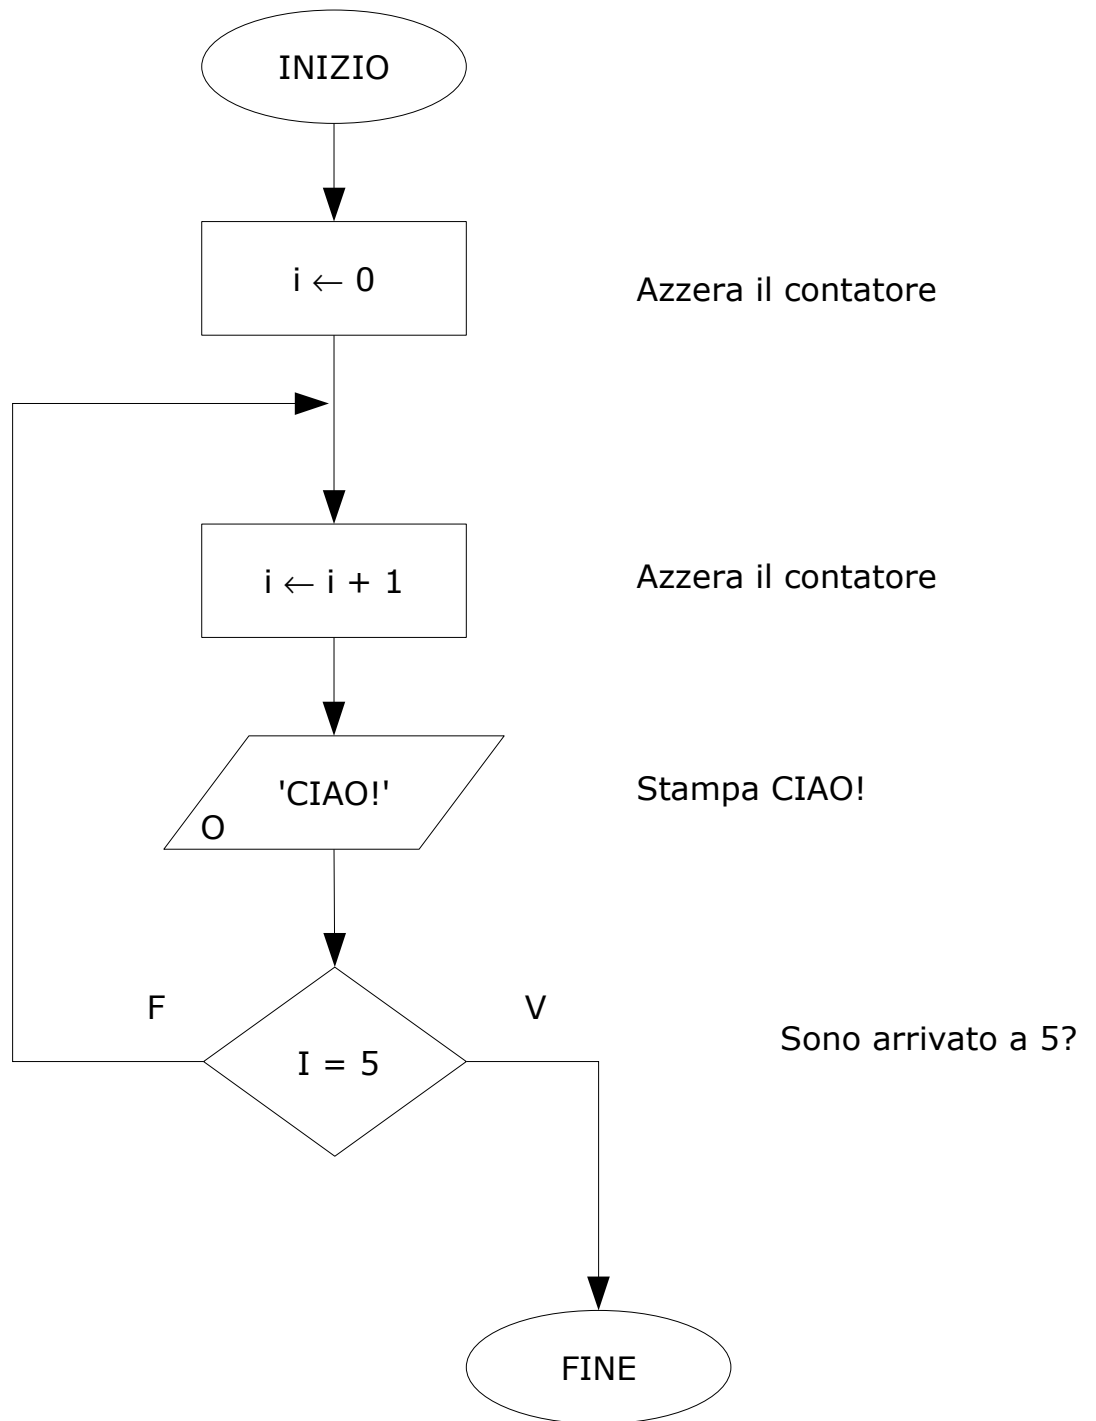 INIZIO
i ← 0
Azzera il contatore
i ← i + 1
Azzera il contatore
'CIAO!'
O
Stampa CIAO!
F
V
I = 5
Sono arrivato a 5?
FINE